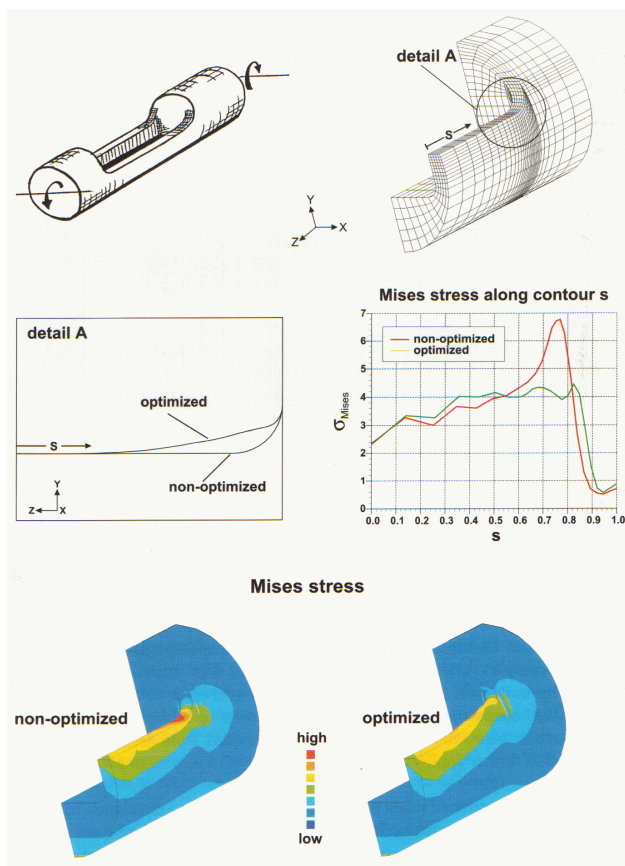 detail A
S
Y
X
Z
Mises stress along contour s
detail A
optimized
S
non-optimized
Y
Z
X
7
6
5
4
3
2
1
0
σMises
non-optimized
optimized
0.0 0.1 0.2 0.3 0.4 0.5 0.6 0.7 0.8 0.9 1.0
s
Mises stress
non-optimized
optimized
high
low